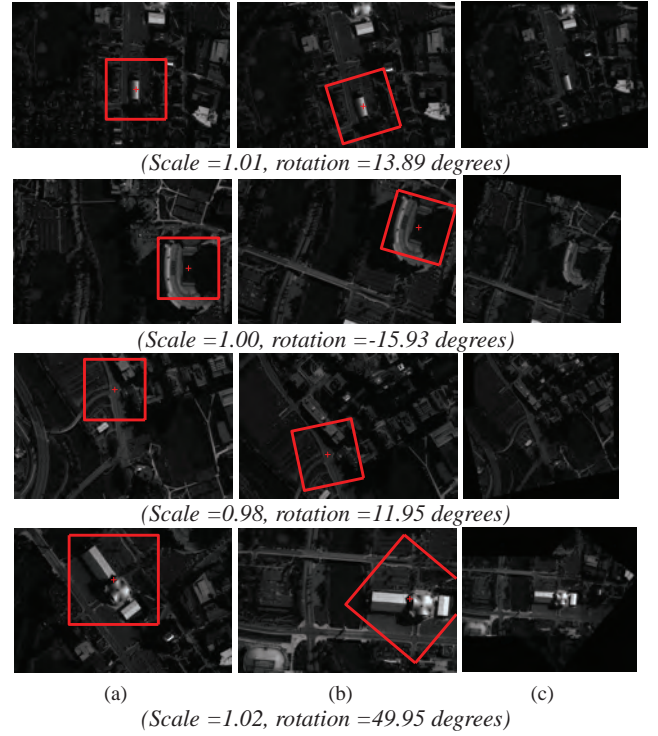 (Scale =1.01, rotation =13.89 degrees)
(Scale =1.00, rotation =-15.93 degrees)
(Scale =0.98, rotation =11.95 degrees)
(a) (b) (c)
(Scale =1.02, rotation =49.95 degrees)